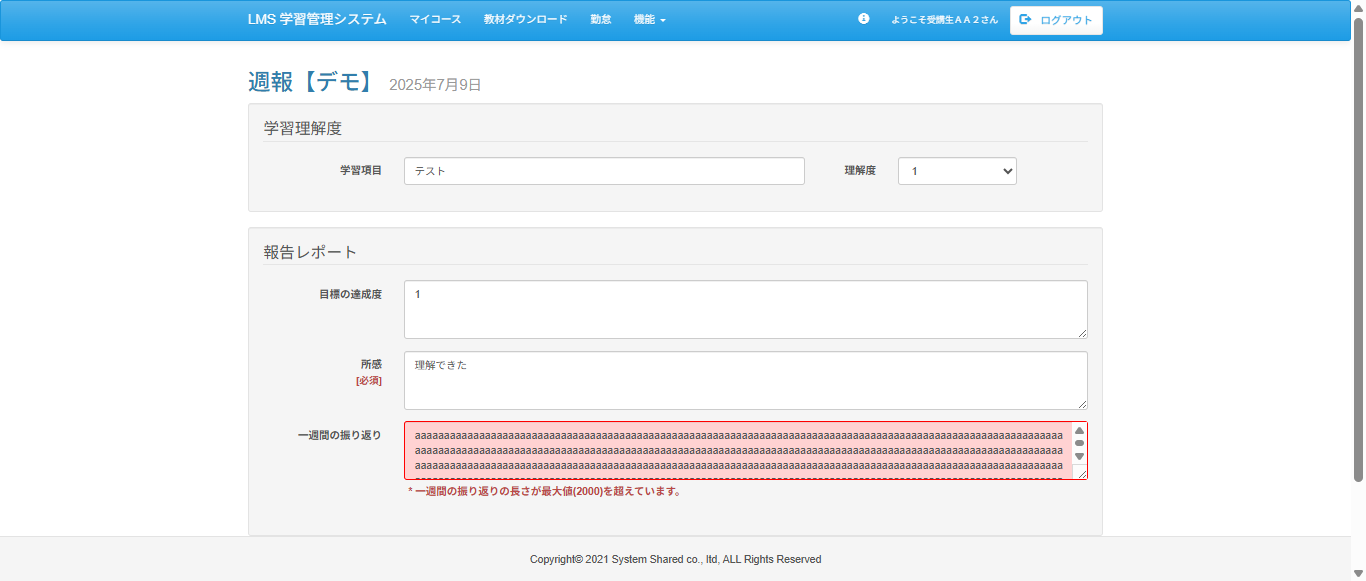 LMS 学習管理システム マイコース 教材ダウンロード 勤怠 機能 ようこそ受講生ＡＡ２さん ログアウト
週報【デモ】 2025年7月9日
学習理解度
学習項目 テスト 理解度 1
報告レポート
目標の達成度 1
所感 理解できた
[必須]
一週間の振り返り
* 一週間の振り返りの長さが最大値(2000)を超えています。
Copyright© 2021 System Shared co., ltd, ALL Rights Reserved